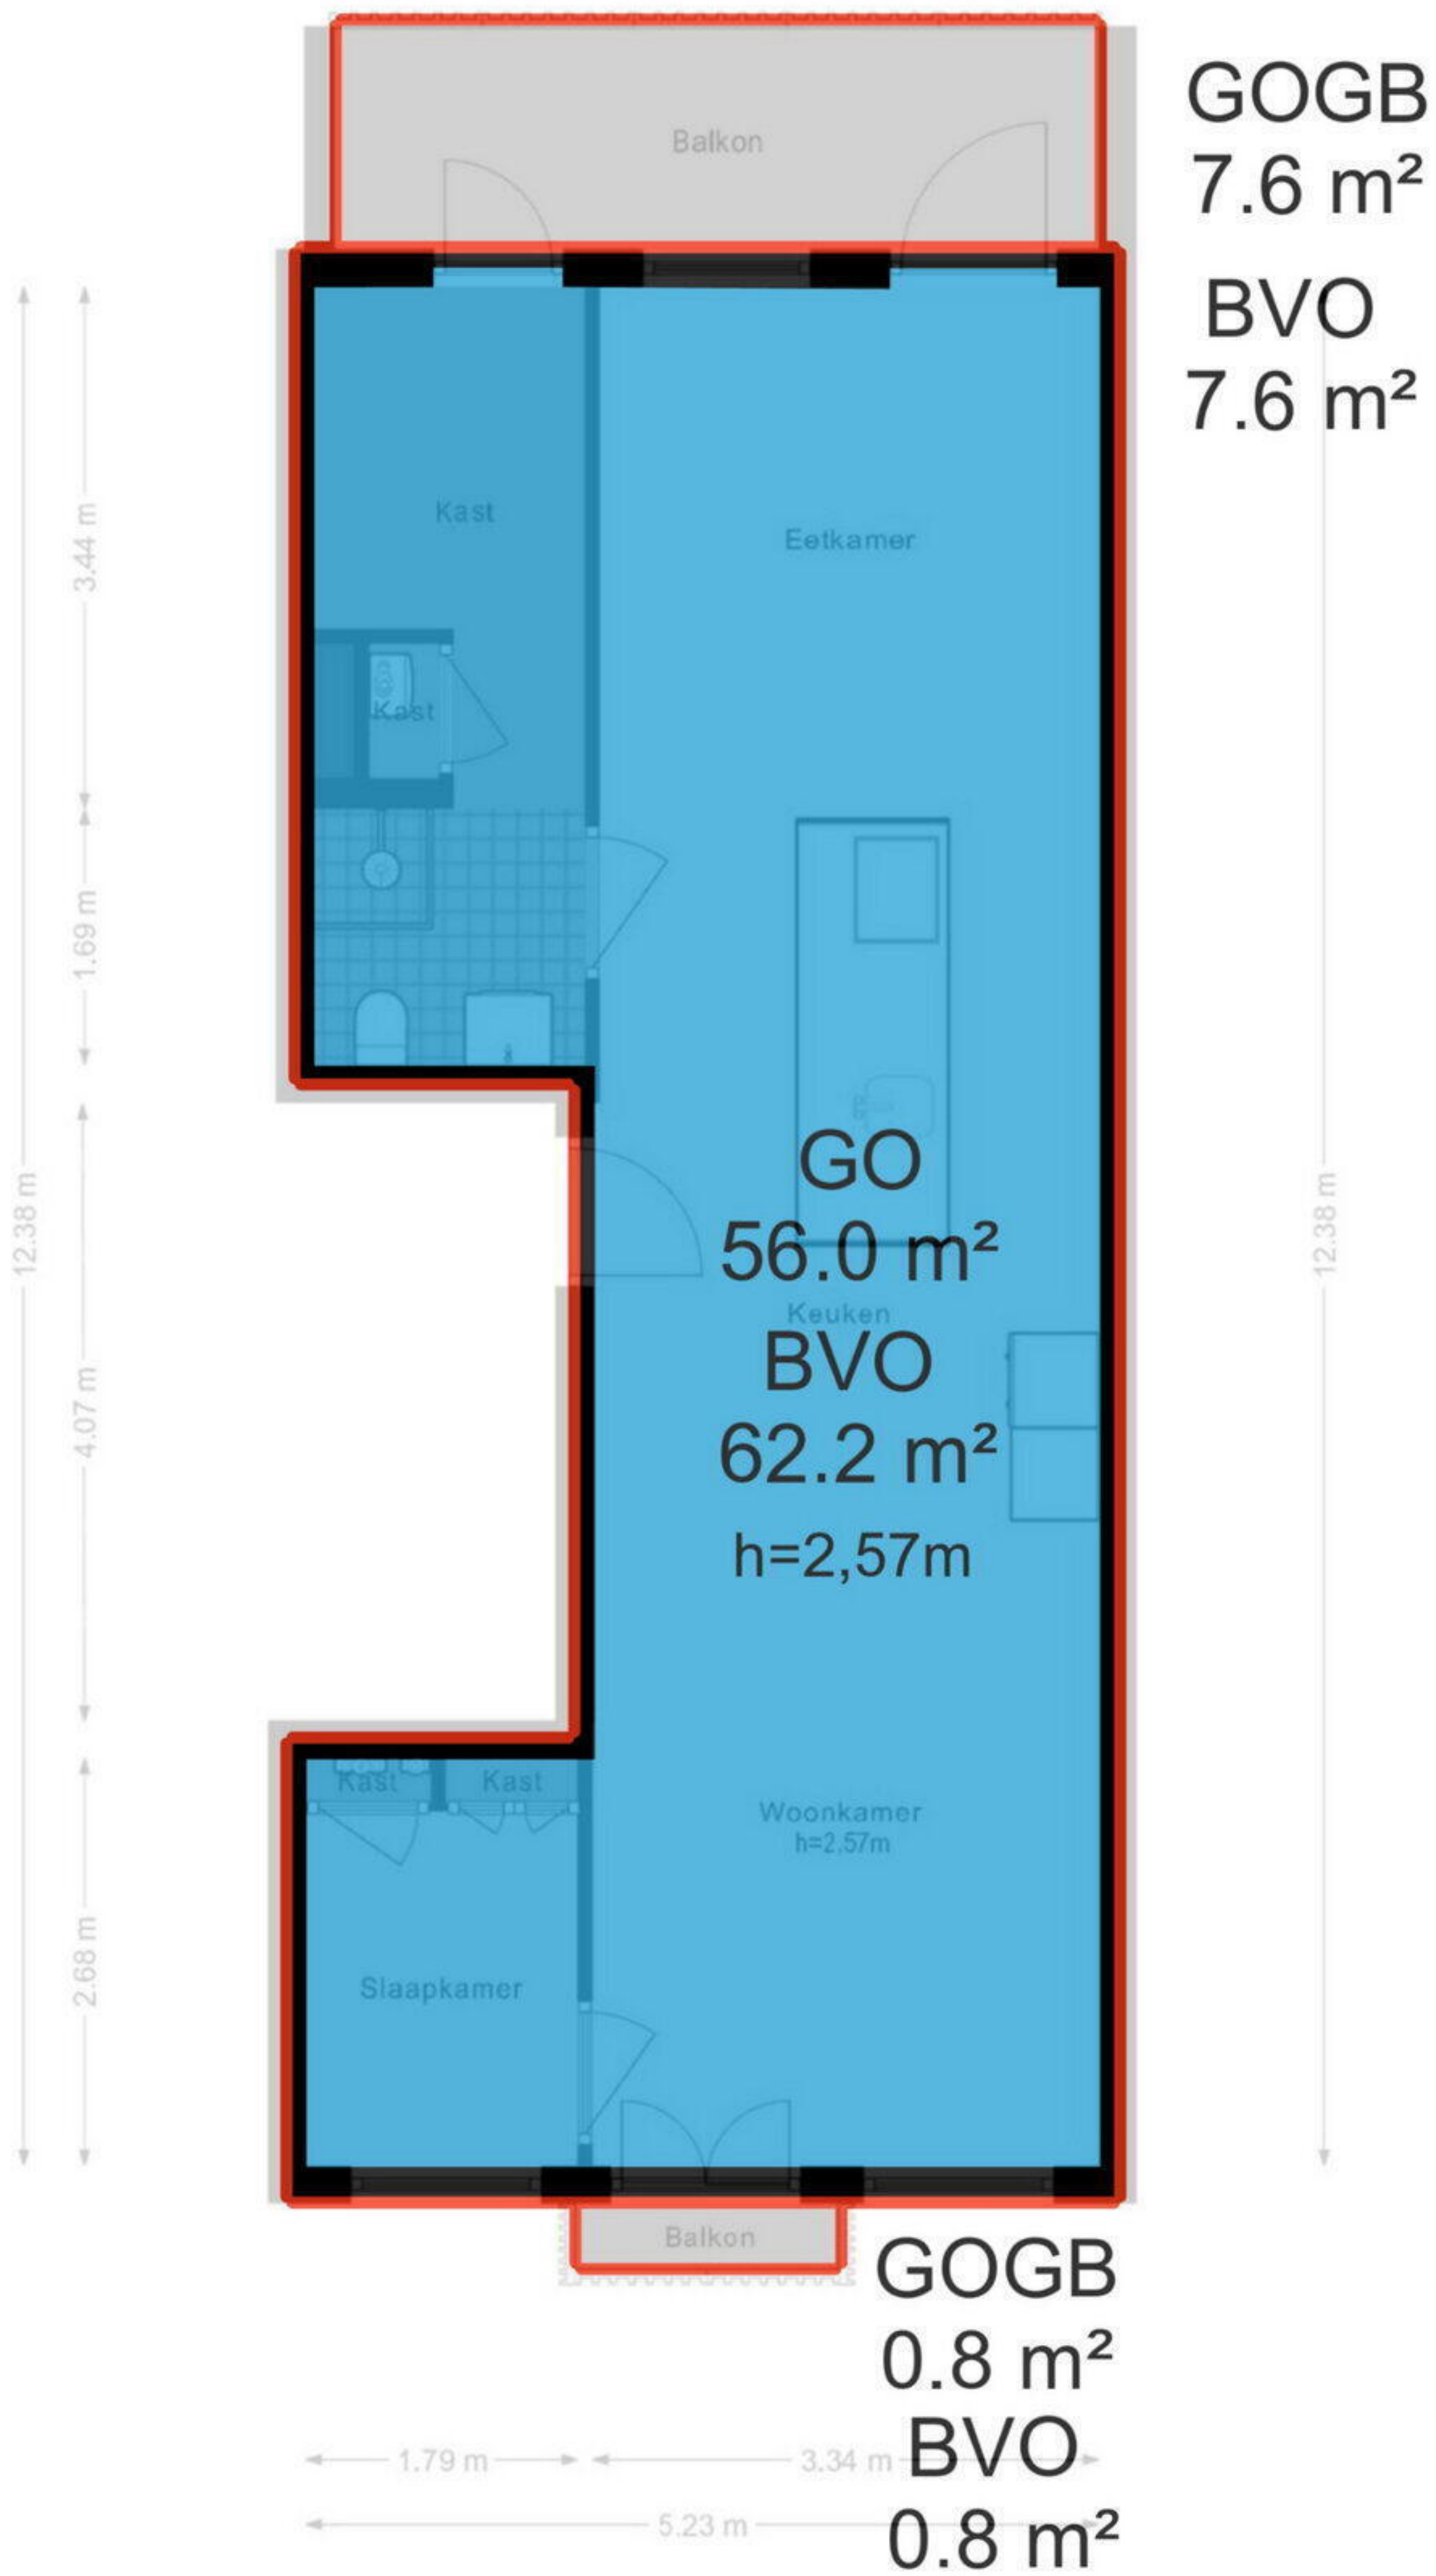 Balkon
GOGB
7.6 m²
BVO
7.6 m²
Kast
Eetkamer
3.44 m
Kast
1.69 m
12.38 m
12.38 m
GO
56.0 m²
Keuken
BVO
62.2 m²
h=2,57m
4.07 m
Kast
Kast
Woonkamer
h=2.57m
Slaapkamer
2.68 m
Balkon
GOGB
0.8 m²
BVO
0.8 m²
1.79 m
3.34 m
5.23 m